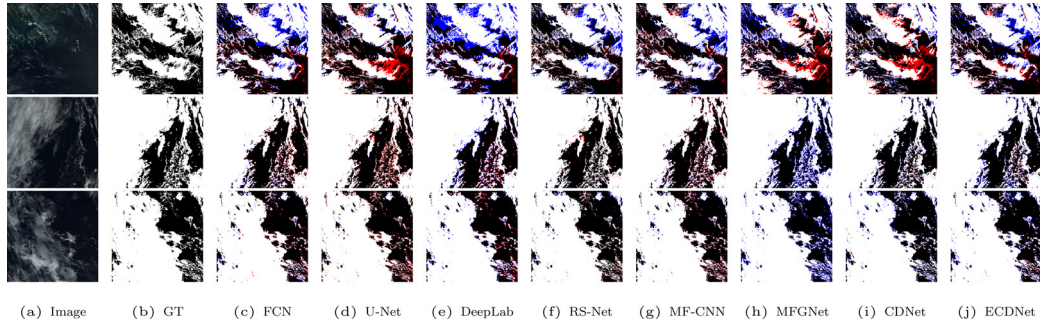 (a) Image (b) GT (c) FCN (d) U-Net (e) DeepLab (f) RS-Net (g) MF-CNN (h) MFGNet (i) CDNet (j) ECDNet